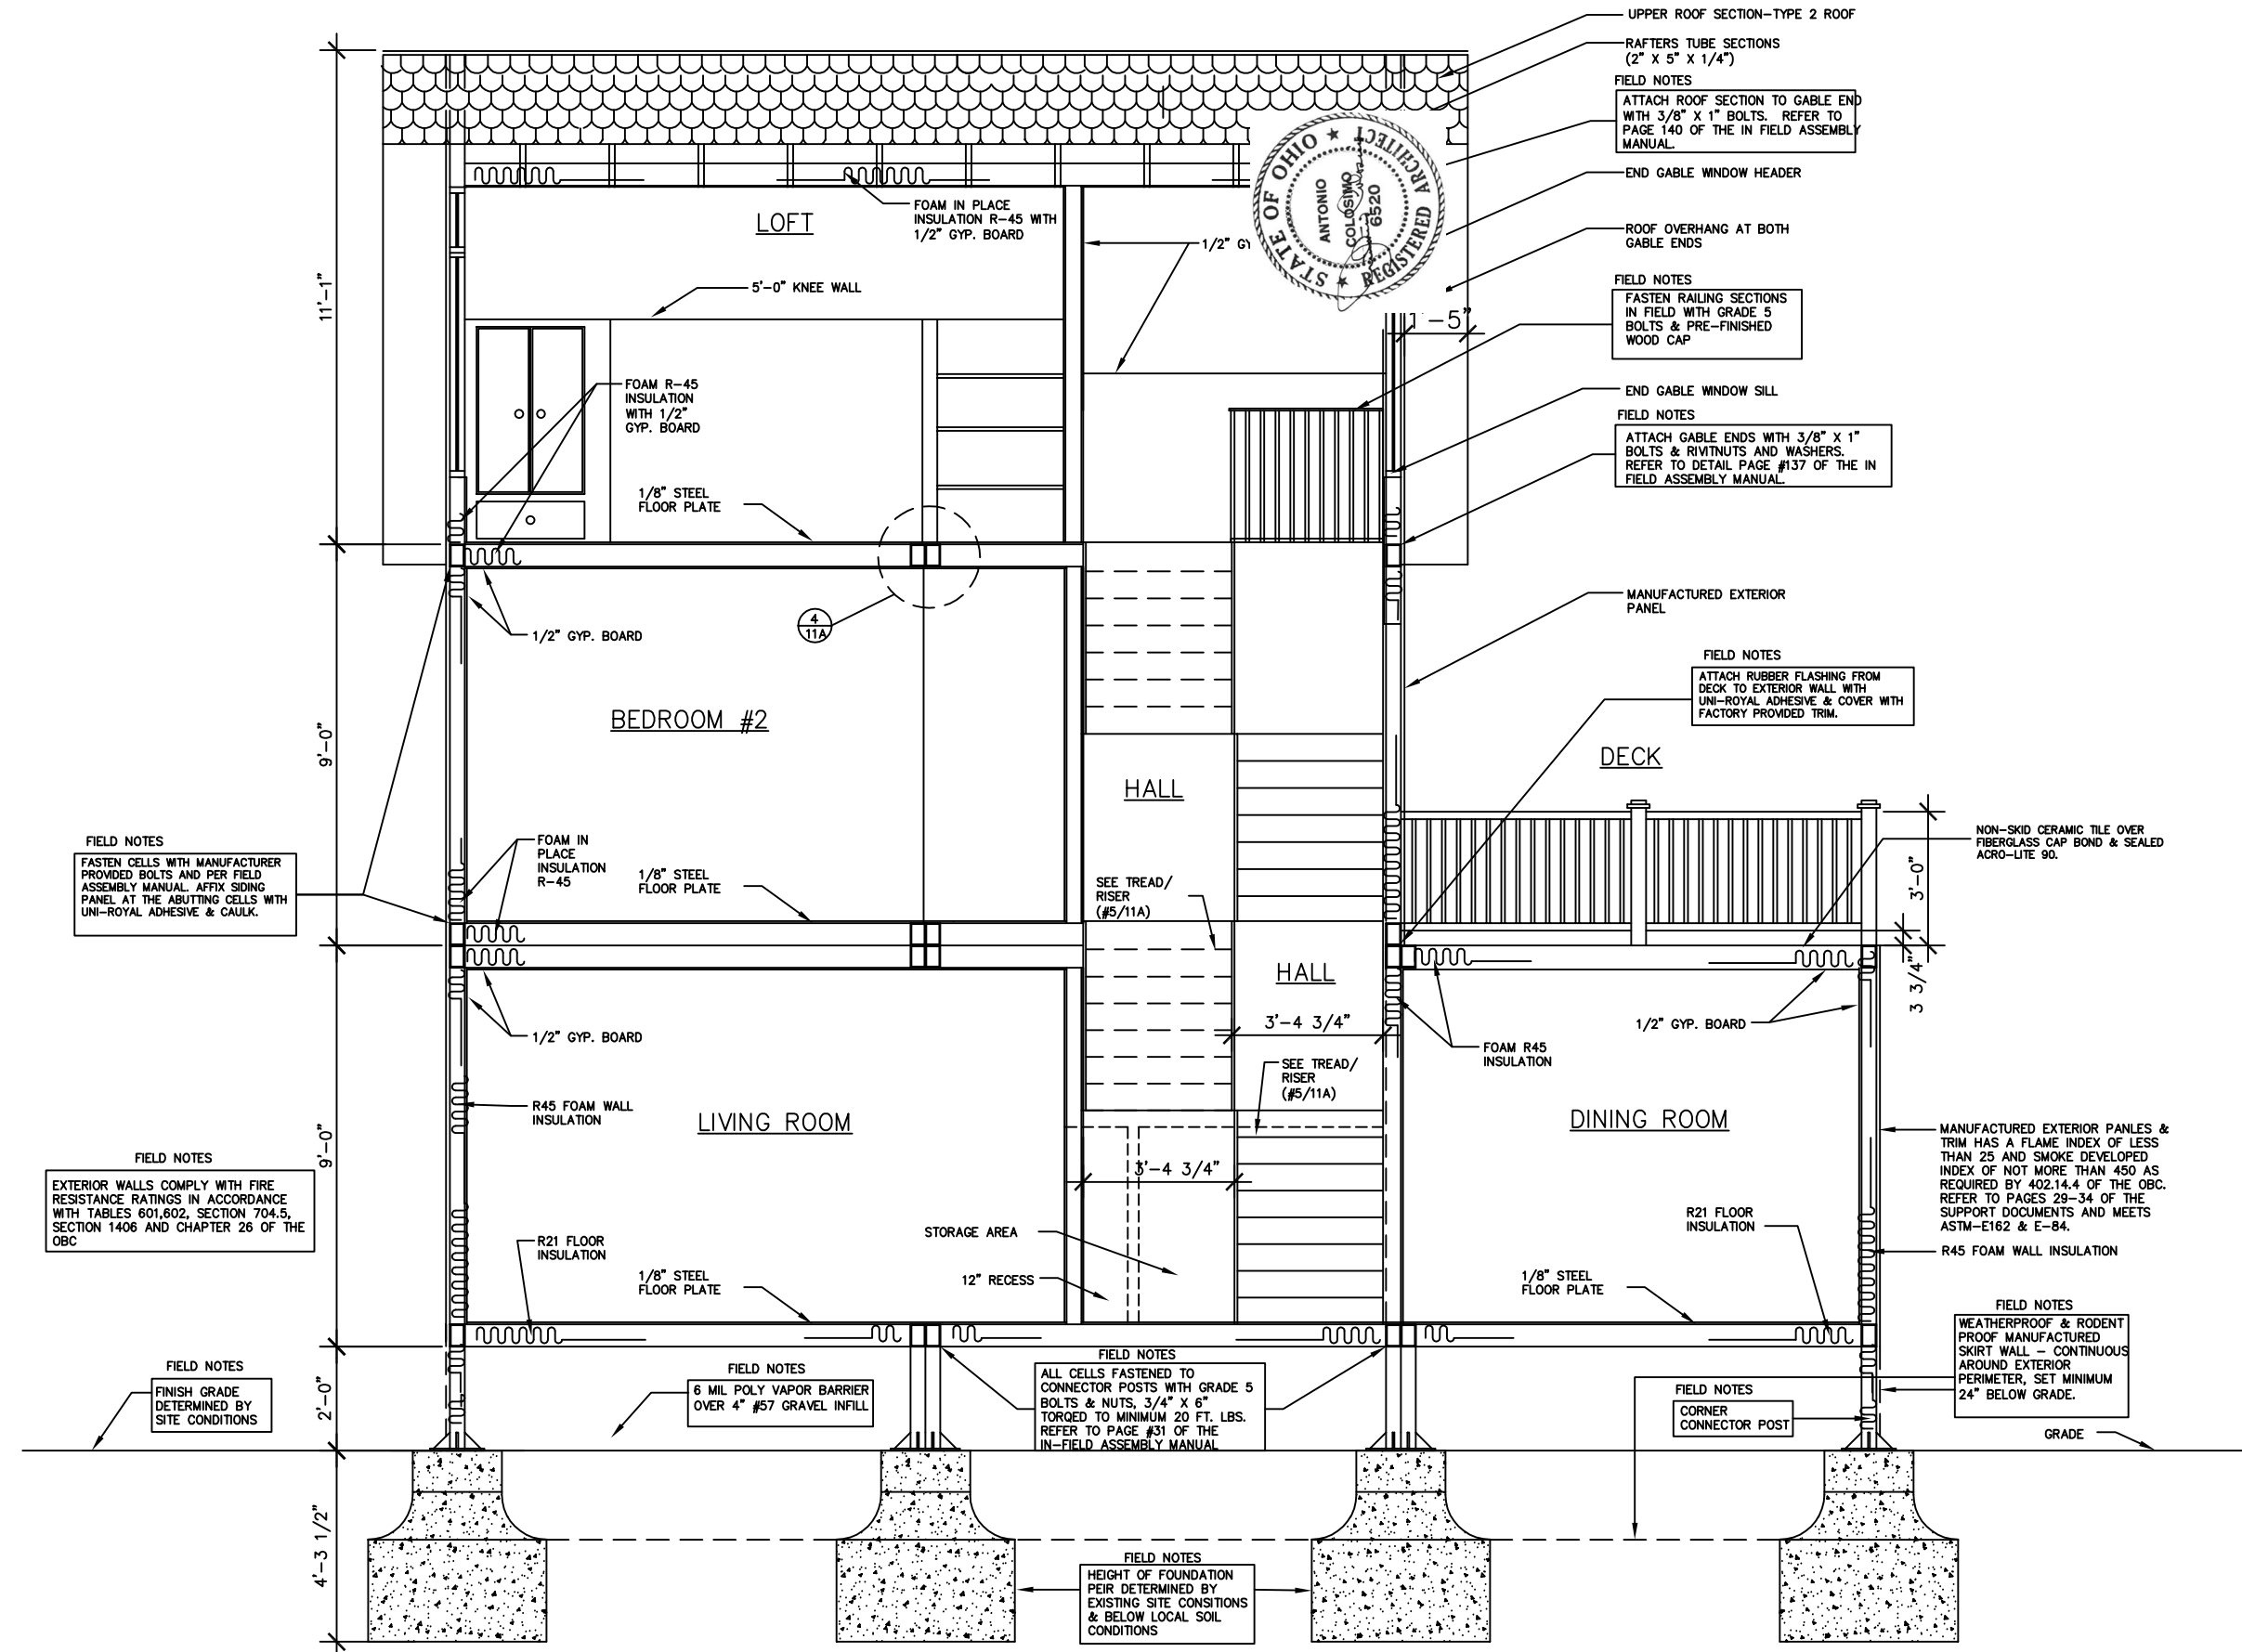 UPPER ROOF SECTION-TYPE 2 ROOF
RAFTERS TUBE SECTIONS
(2" X 5" X 1/4")
FIELD NOTES
ATTACH ROOF SECTION TO GABLE END
WITH 3/8" X 1" BOLTS. REFER TO
PAGE 140 OF THE IN FIELD ASSEMBLY
MANUAL.
END GABLE WINDOW HEADER
ROOF OVERHANG AT BOTH
GABLE ENDS
FIELD NOTES
FASTEN RAILING SECTIONS
IN FIELD WITH GRADE 5
BOLTS & PRE-FINISHED
WOOD CAP
END GABLE WINDOW SILL
FIELD NOTES
ATTACH GABLE ENDS WITH 3/8" X 1"
BOLTS & RIVITNUTS AND WASHERS.
REFER TO DETAIL PAGE #137 OF THE IN
FIELD ASSEMBLY MANUAL.
STATE OF OHIO
REGISTERED ARCHITECT
ANTONIO
COLOSIMO
6520
1'-5"
1/2" GY
LOFT
FOAM IN PLACE
INSULATION R-45 WITH
1/2" GYP. BOARD
5'-0" KNEE WALL
11'-1"
FOAM R-45
INSULATION
WITH 1/2"
GYP. BOARD
1/8" STEEL
FLOOR PLATE
MANUFACTURED EXTERIOR
PANEL
1/2" GYP. BOARD
4
11A
BEDROOM #2
9'-0"
HALL
FIELD NOTES
ATTACH RUBBER FLASHING FROM
DECK TO EXTERIOR WALL WITH
UNI-ROYAL ADHESIVE & COVER WITH
FACTORY PROVIDED TRIM.
DECK
NON-SKID CERAMIC TILE OVER
FIBERGLASS CAP BOND & SEALED
ACRO-LITE 90.
3'-0"
3 3/4"
FIELD NOTES
FASTEN CELLS WITH MANUFACTURER
PROVIDED BOLTS AND PER FIELD
ASSEMBLY MANUAL. AFFIX SIDING
PANEL AT THE ABUTTING CELLS WITH
UNI-ROYAL ADHESIVE & CAULK.
FOAM IN
PLACE
INSULATION
R-45
1/8" STEEL
FLOOR PLATE
SEE TREAD/
RISER
(#5/11A)
HALL
3'-4 3/4"
1/2" GYP. BOARD
1/2" GYP. BOARD
FOAM R45
INSULATION
SEE TREAD/
RISER
(#5/11A)
R45 FOAM WALL
INSULATION
LIVING ROOM
DINING ROOM
9'-0"
3'-4 3/4"
MANUFACTURED EXTERIOR PANLES &
TRIM HAS A FLAME INDEX OF LESS
THAN 25 AND SMOKE DEVELOPED
INDEX OF NOT MORE THAN 450 AS
REQUIRED BY 402.14.4 OF THE OBC.
REFER TO PAGES 29-34 OF THE
SUPPORT DOCUMENTS AND MEETS
ASTM-E162 & E-84.
FIELD NOTES
EXTERIOR WALLS COMPLY WITH FIRE
RESISTANCE RATINGS IN ACCORDANCE
WITH TABLES 601,602, SECTION 704.5,
SECTION 1406 AND CHAPTER 26 OF THE
OBC
R21 FLOOR
INSULATION
STORAGE AREA
12" RECESS
1/8" STEEL
FLOOR PLATE
1/8" STEEL
FLOOR PLATE
R21 FLOOR
INSULATION
R45 FOAM WALL INSULATION
FIELD NOTES
WEATHERPROOF & RODENT
PROOF MANUFACTURED
SKIRT WALL - CONTINUOUS
AROUND EXTERIOR
PERIMETER, SET MINIMUM
24" BELOW GRADE.
FIELD NOTES
FINISH GRADE
DETERMINED BY
SITE CONDITIONS
2'-0"
FIELD NOTES
6 MIL POLY VAPOR BARRIER
OVER 4" #57 GRAVEL INFILL
FIELD NOTES
ALL CELLS FASTENED TO
CONNECTOR POSTS WITH GRADE 5
BOLTS & NUTS, 3/4" X 6"
TORQED TO MINIMUM 20 FT. LBS.
REFER TO PAGE #31 OF THE
IN-FIELD ASSEMBLY MANUAL
FIELD NOTES
CORNER
CONNECTOR POST
GRADE
4'-3 1/2"
FIELD NOTES
HEIGHT OF FOUNDATION
PEIR DETERMINED BY
EXISTING SITE CONSITIONS
& BELOW LOCAL SOIL
CONDITIONS